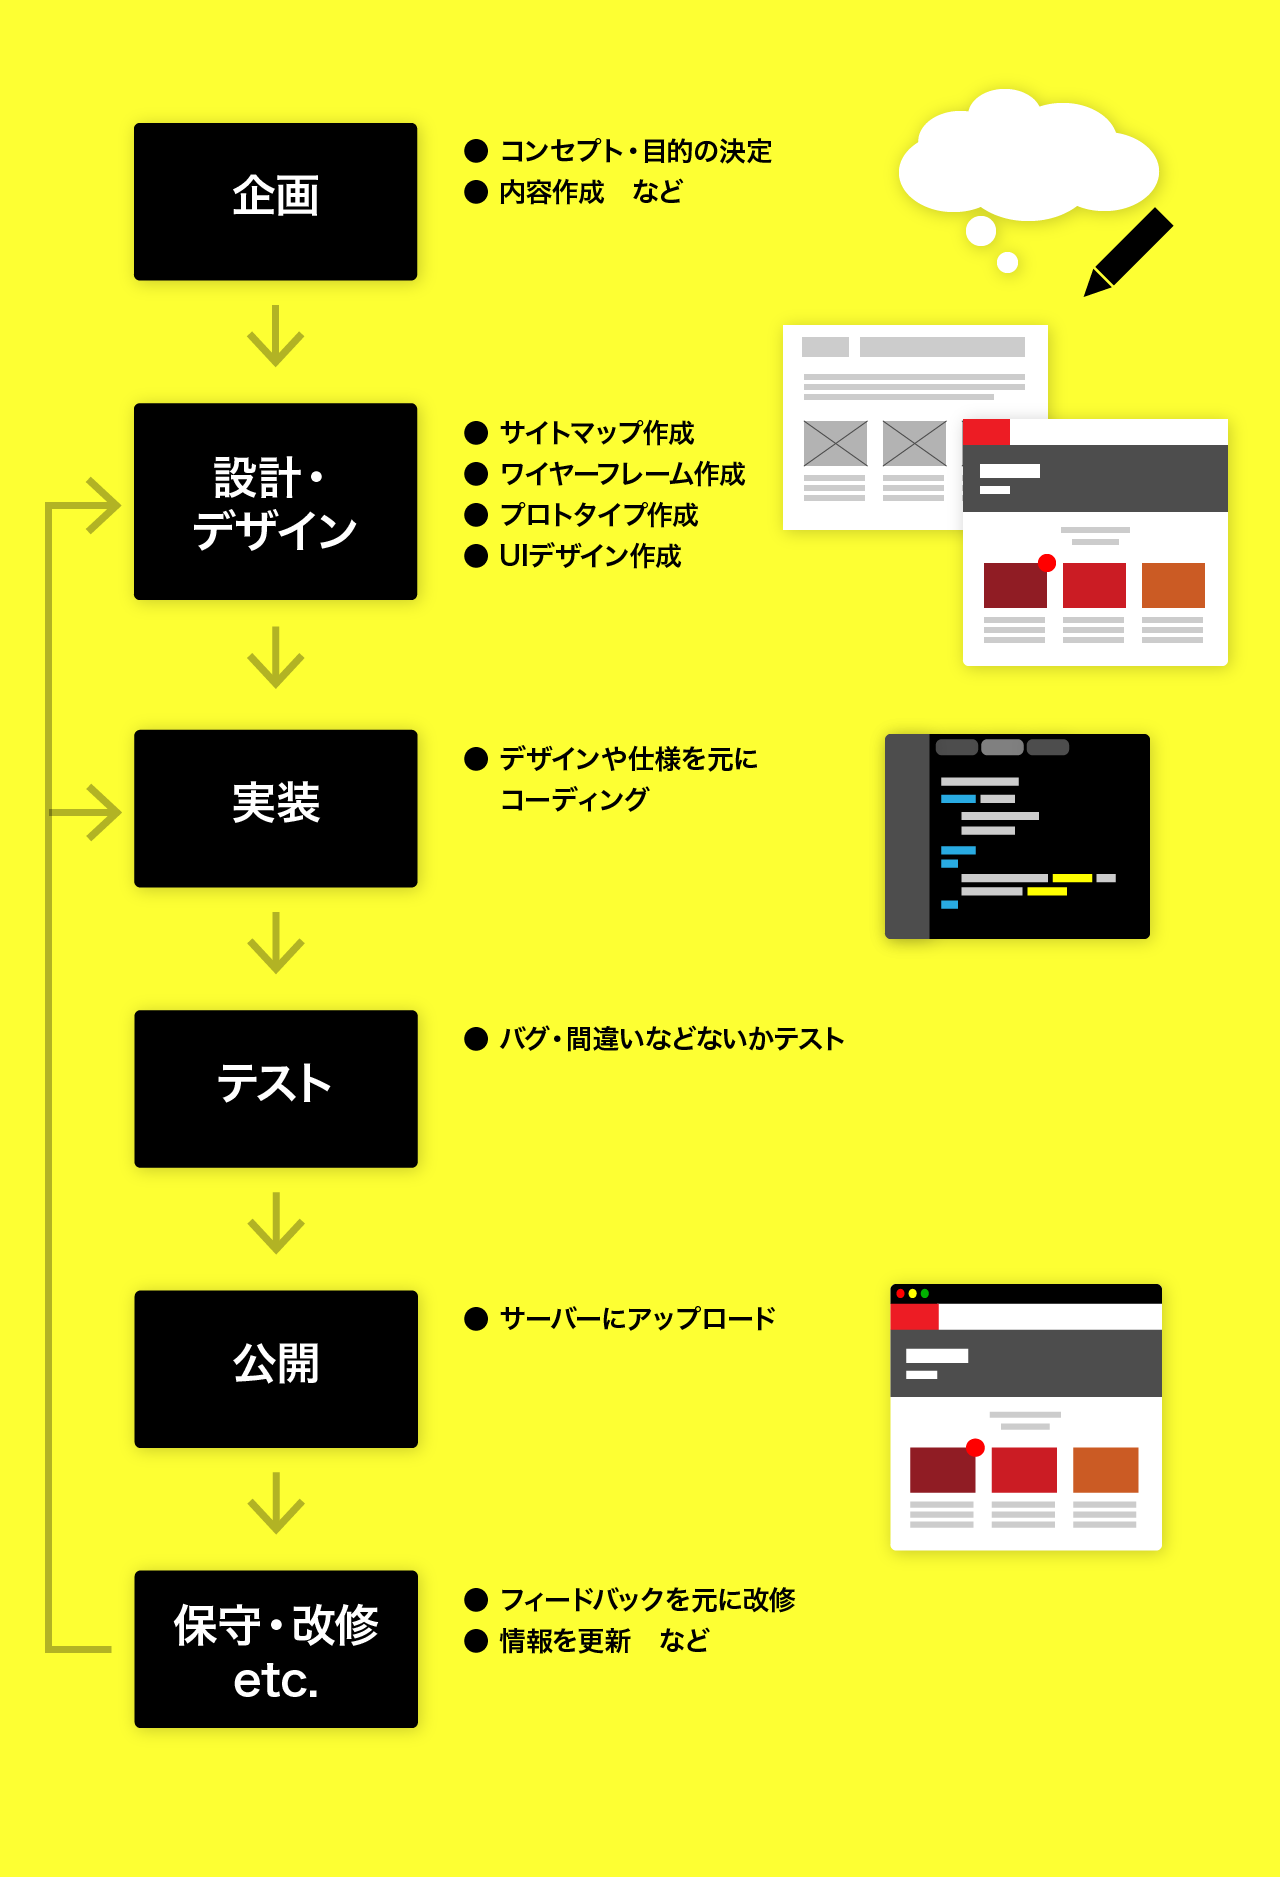 企画
● コンセプト・目的の決定
● 内容作成　など
設計・
デザイン
● サイトマップ作成
● ワイヤーフレーム作成
● プロトタイプ作成
● UIデザイン作成
実装
● デザインや仕様を元に
コーディング
テスト
● バグ・間違いなどないかテスト
公開
● サーバーにアップロード
保守・改修
etc.
● フィードバックを元に改修
● 情報を更新　など